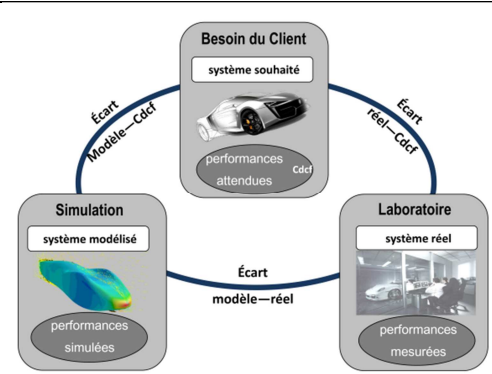 Besoin du Client
système souhaité
performances
attendues
Cdcf
Écart
Modèle—Cdcf
Écart
réel—Cdcf
Simulation
système modélisé
performances
simulées
Écart
modèle—réel
Laboratoire
système réel
performances
mesurées